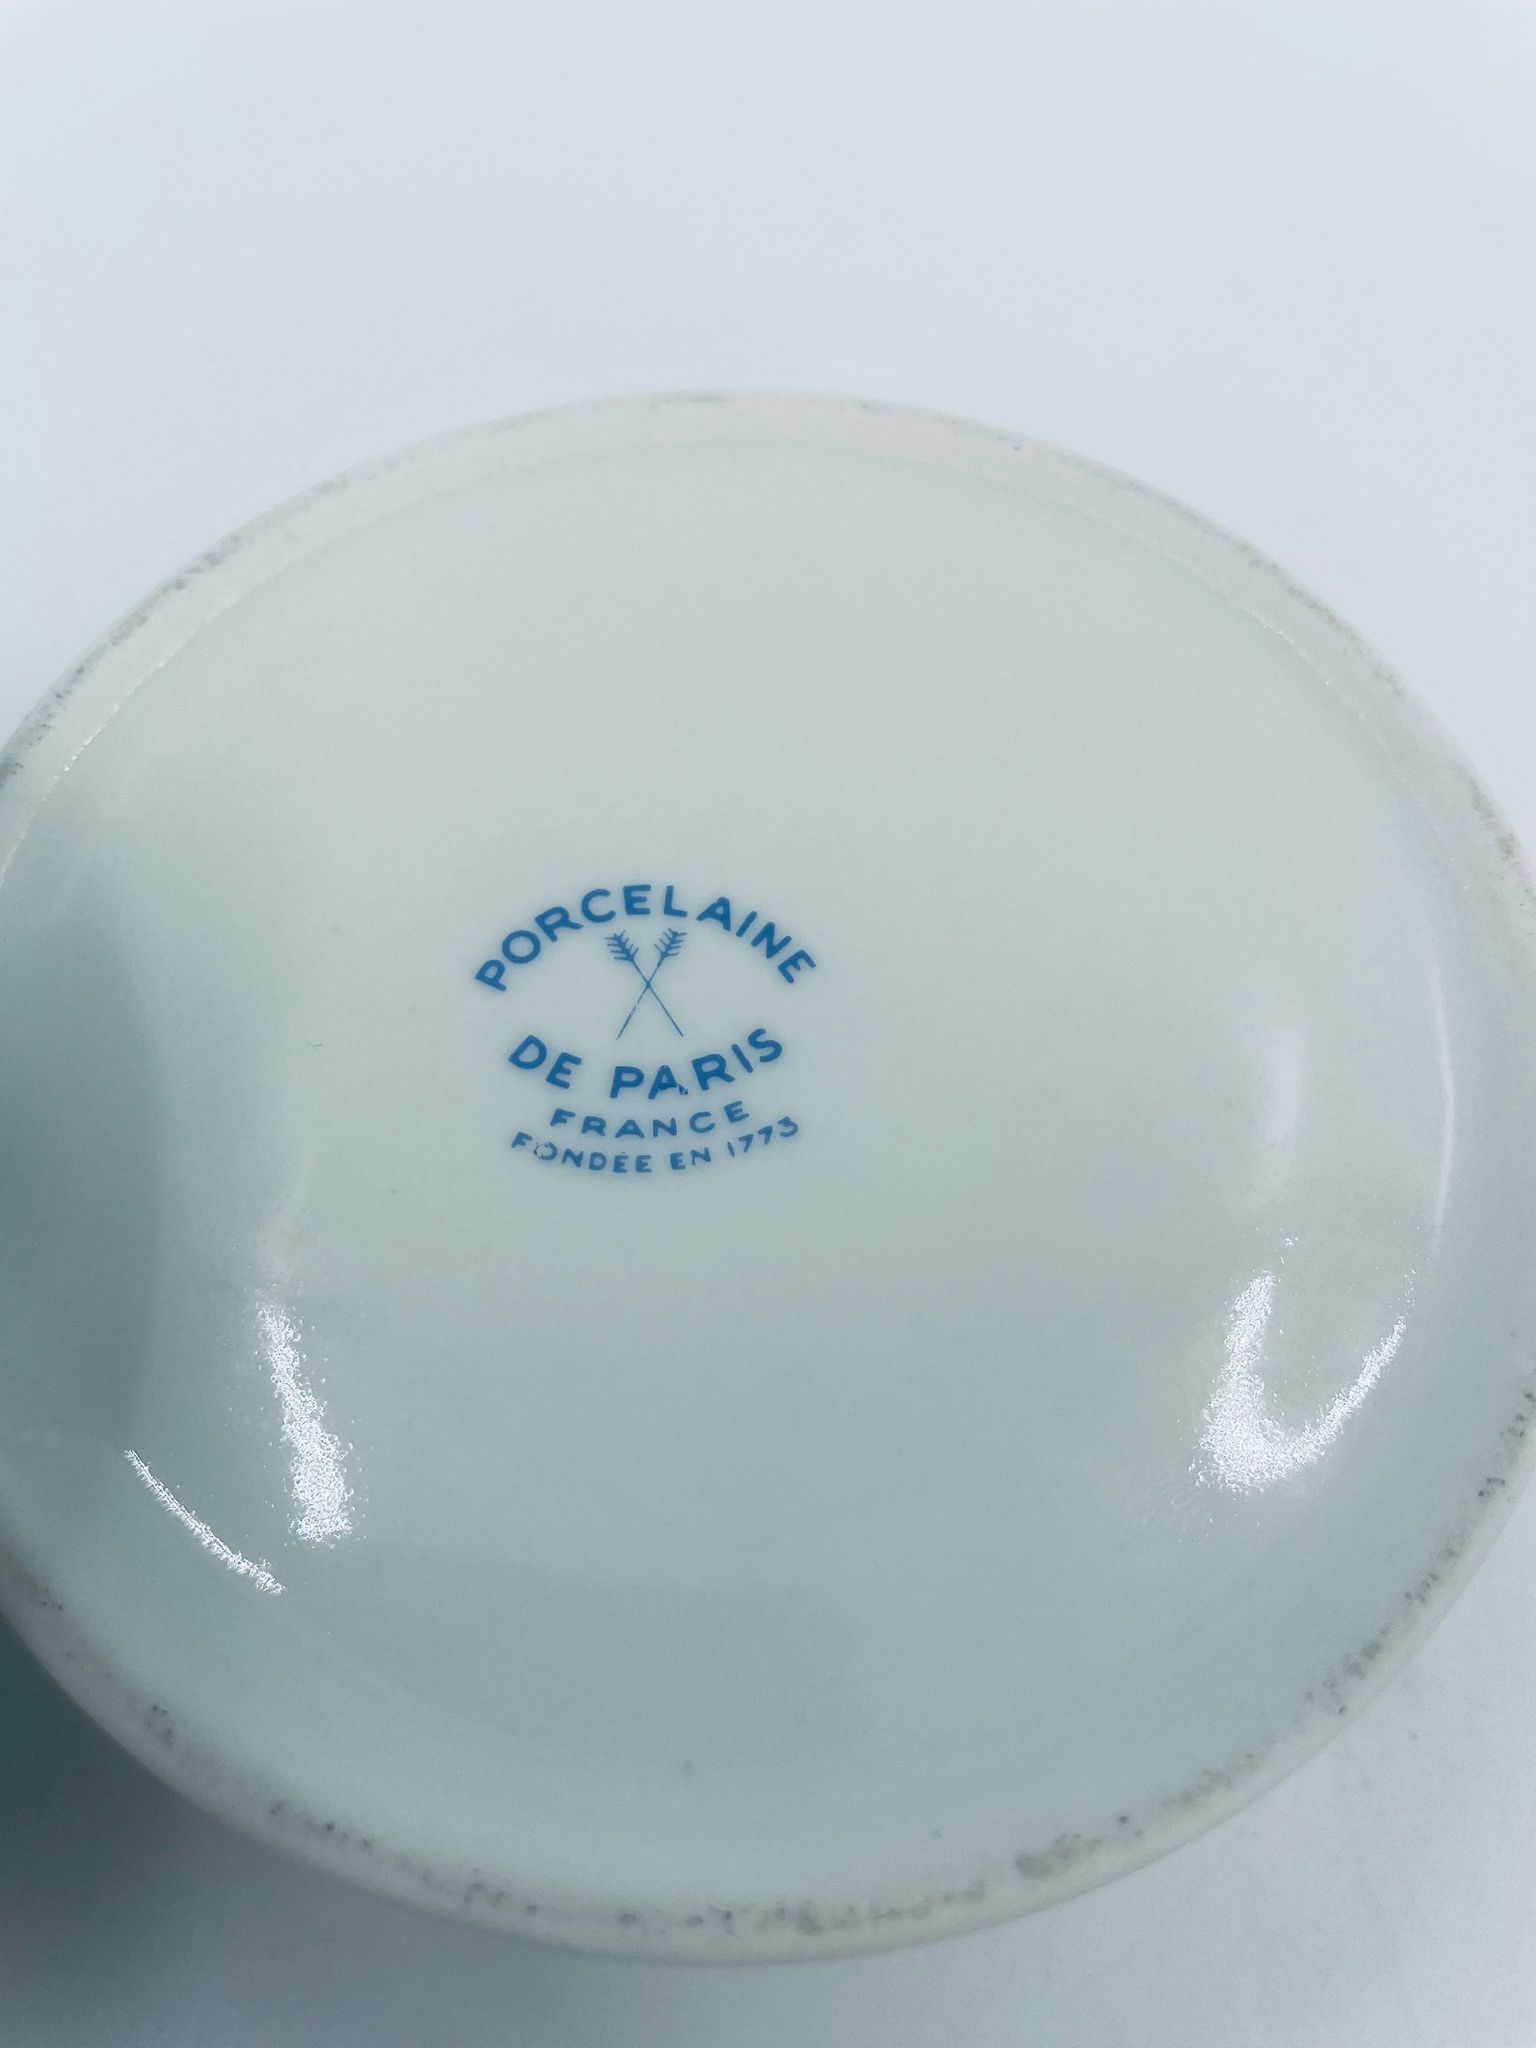 PORCELAINE
DE PARIS
FRANCE
FONDÉE EN 1773